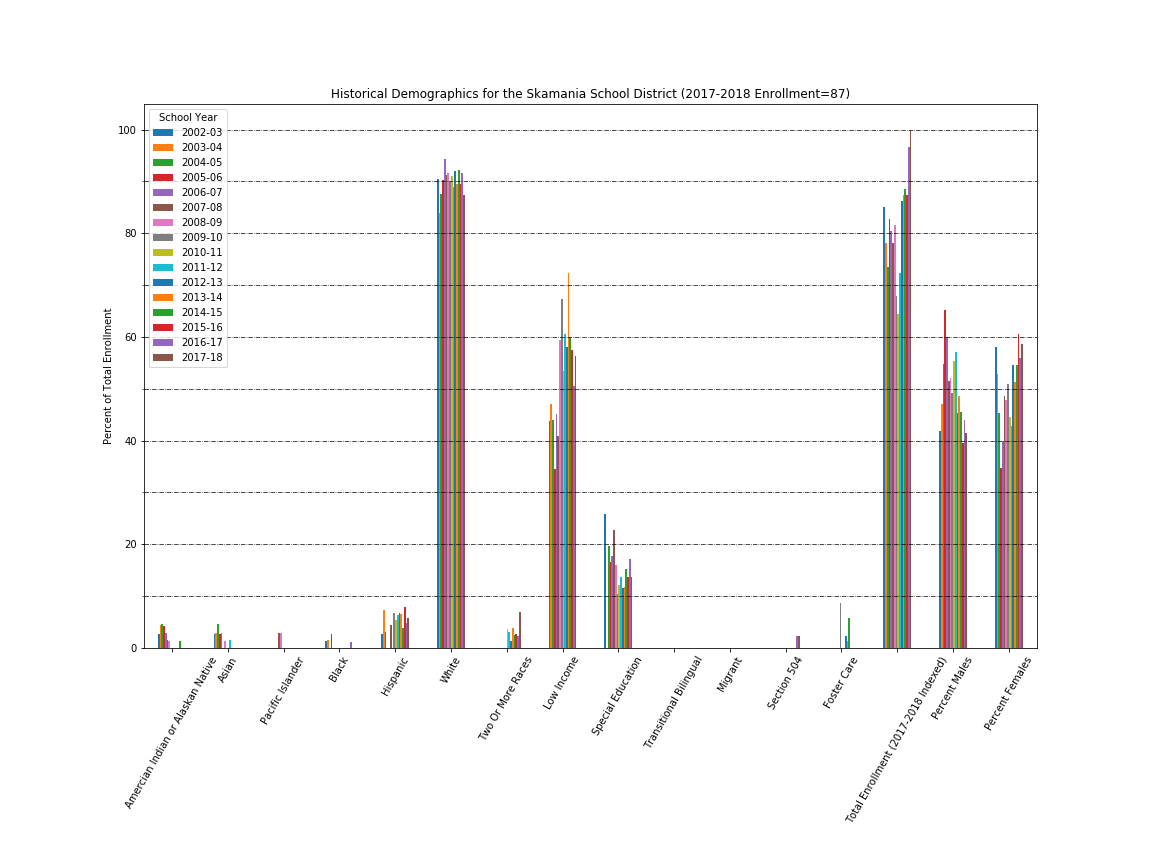 Historical Demographics for the Skamania School District (2017-2018 Enrollment=87)
School Year
2002-03
2003-04
2004-05
2005-06
2006-07
2007-08
2008-09
2009-10
2010-11
2011-12
2012-13
2013-14
2014-15
2015-16
2016-17
2017-18
Percent of Total Enrollment
100
80
60
40
20
0
Amercian Indian or Alaskan Native
Asian
Pacific Islander
Black
Hispanic
White
Two Or More Races
Low Income
Special Education
Transitional Bilingual
Migrant
Section 504
Foster Care
Total Enrollment (2017-2018 Indexed)
Percent Males
Percent Females